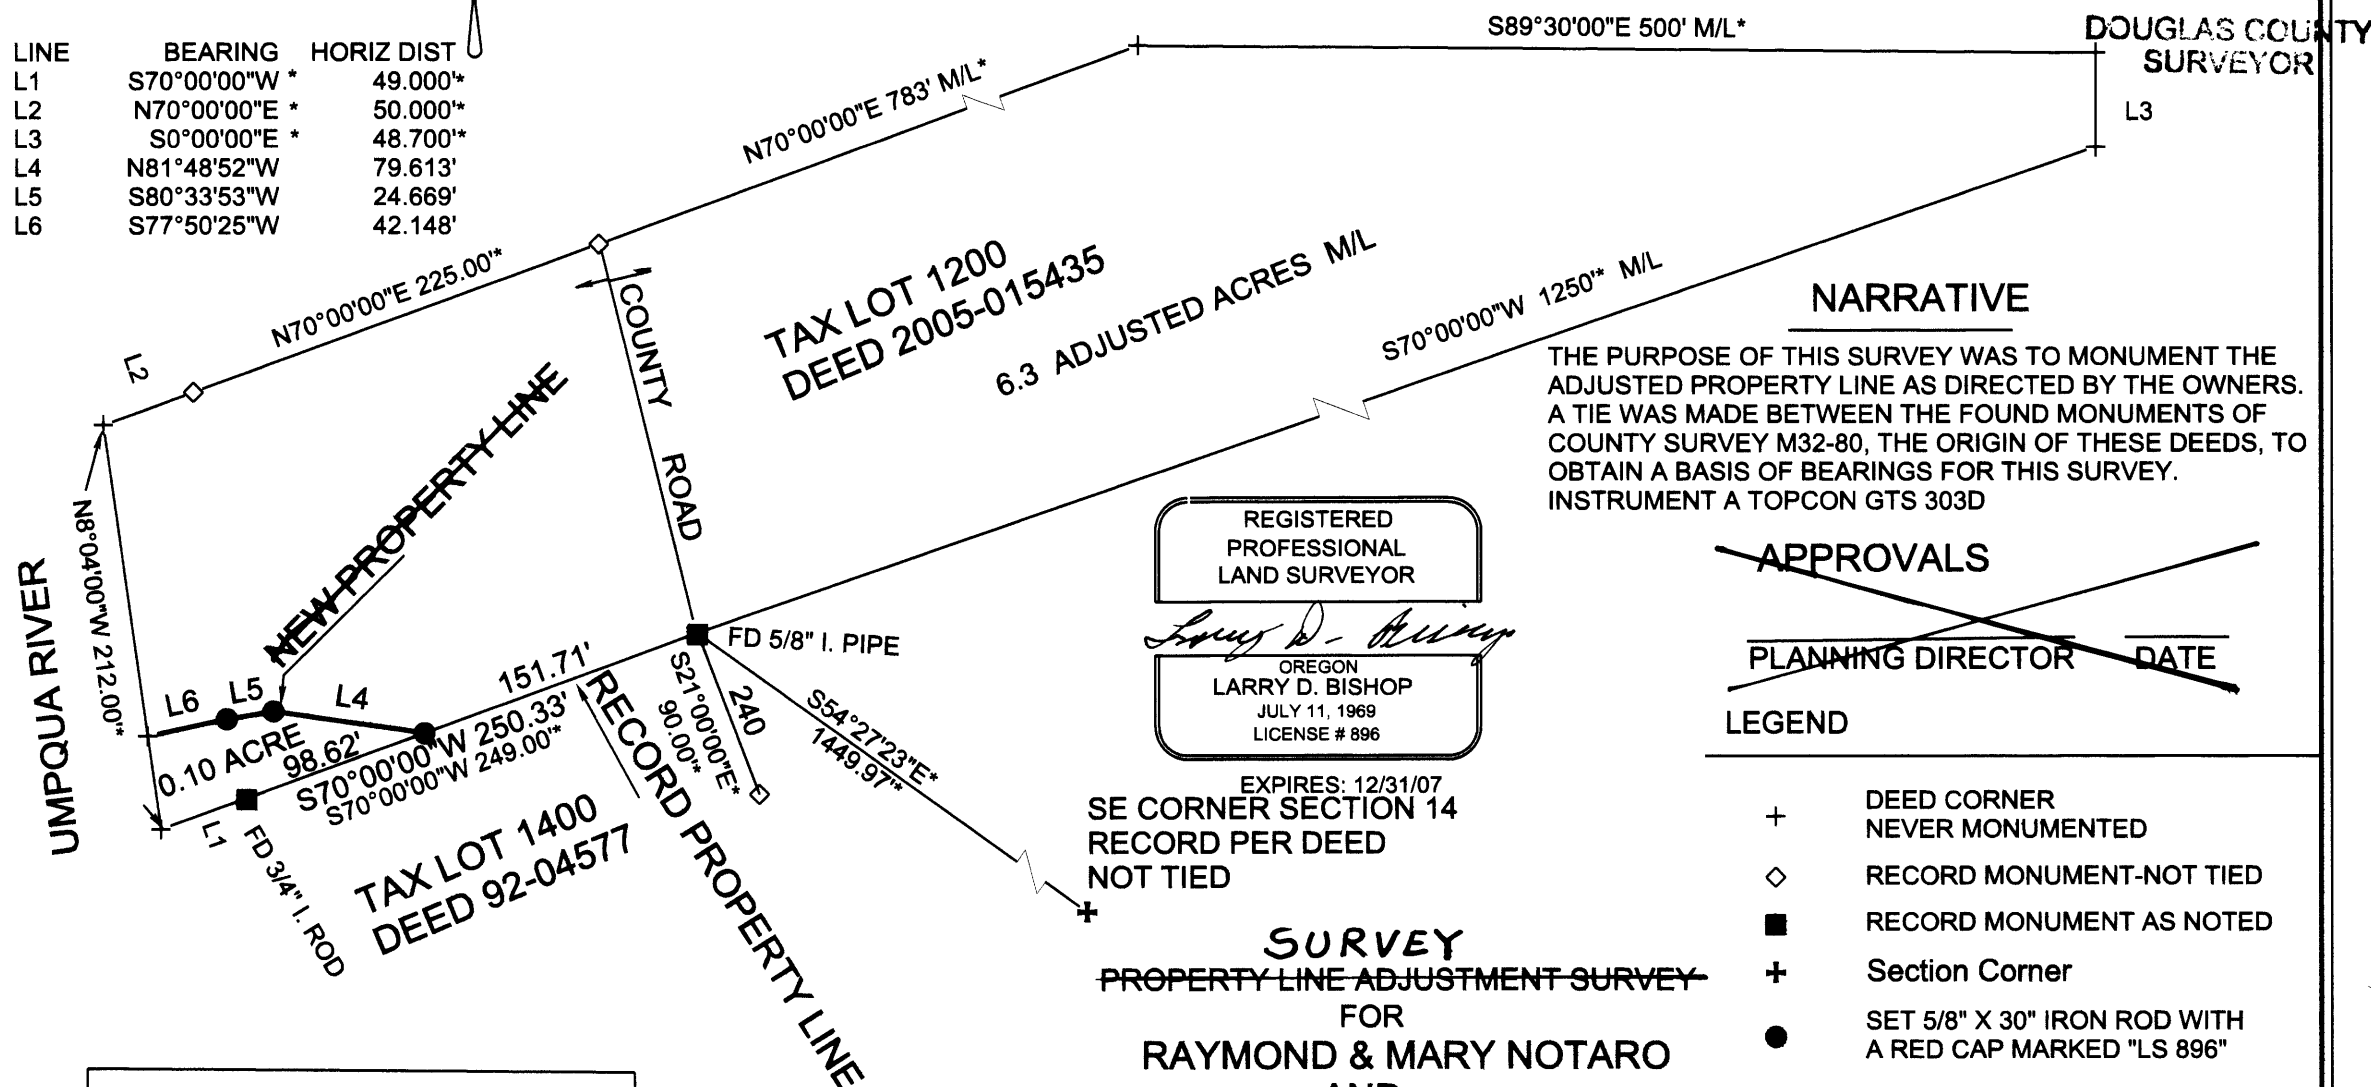 LINE BEARING HORIZ DIST
L1 S70°00'00"W * 49.000'*
L2 N70°00'00"E * 50.000'*
L3 S0°00'00"E * 48.700'*
L4 N81°48'52"W 79.613'
L5 S80°33'53"W 24.669'
L6 S77°50'25"W 42.148'
S89°30'00"E 500' M/L*
DOUGLAS COUNTY
SURVEYOR
N70°00'00"E 783' M/L*
L3
N70°00'00"E 225.00'*
L2
COUNTY ROAD
TAX LOT 1200
DEED 2005-015435
6.3 ADJUSTED ACRES M/L
S70°00'00"W 1250'* M/L
NEW PROPERTY LINE
N8°04'00"W 212.00'*
UMPQUA RIVER
L6
L5
L4
0.10 ACRE
98.62'
151.71'
S70°00'00"W 250.33'
S70°00'00"W 249.00'*
L1
FD 3/4" I. ROD
FD 5/8" I. PIPE
S21°00'00"E*
90.00'*
240
S54°27'23"E*
1449.97'*
RECORD PROPERTY LINE
TAX LOT 1400
DEED 92-04577
NARRATIVE
THE PURPOSE OF THIS SURVEY WAS TO MONUMENT THE
ADJUSTED PROPERTY LINE AS DIRECTED BY THE OWNERS.
A TIE WAS MADE BETWEEN THE FOUND MONUMENTS OF
COUNTY SURVEY M32-80, THE ORIGIN OF THESE DEEDS, TO
OBTAIN A BASIS OF BEARINGS FOR THIS SURVEY.
INSTRUMENT A TOPCON GTS 303D
REGISTERED
PROFESSIONAL
LAND SURVEYOR
OREGON
LARRY D. BISHOP
JULY 11, 1969
LICENSE # 896
EXPIRES: 12/31/07
SE CORNER SECTION 14
RECORD PER DEED
NOT TIED
APPROVALS
PLANNING DIRECTOR DATE
LEGEND
DEED CORNER
NEVER MONUMENTED
RECORD MONUMENT-NOT TIED
RECORD MONUMENT AS NOTED
Section Corner
SET 5/8" X 30" IRON ROD WITH
A RED CAP MARKED "LS 896"
SURVEY
PROPERTY LINE ADJUSTMENT SURVEY
FOR
RAYMOND & MARY NOTARO
AND